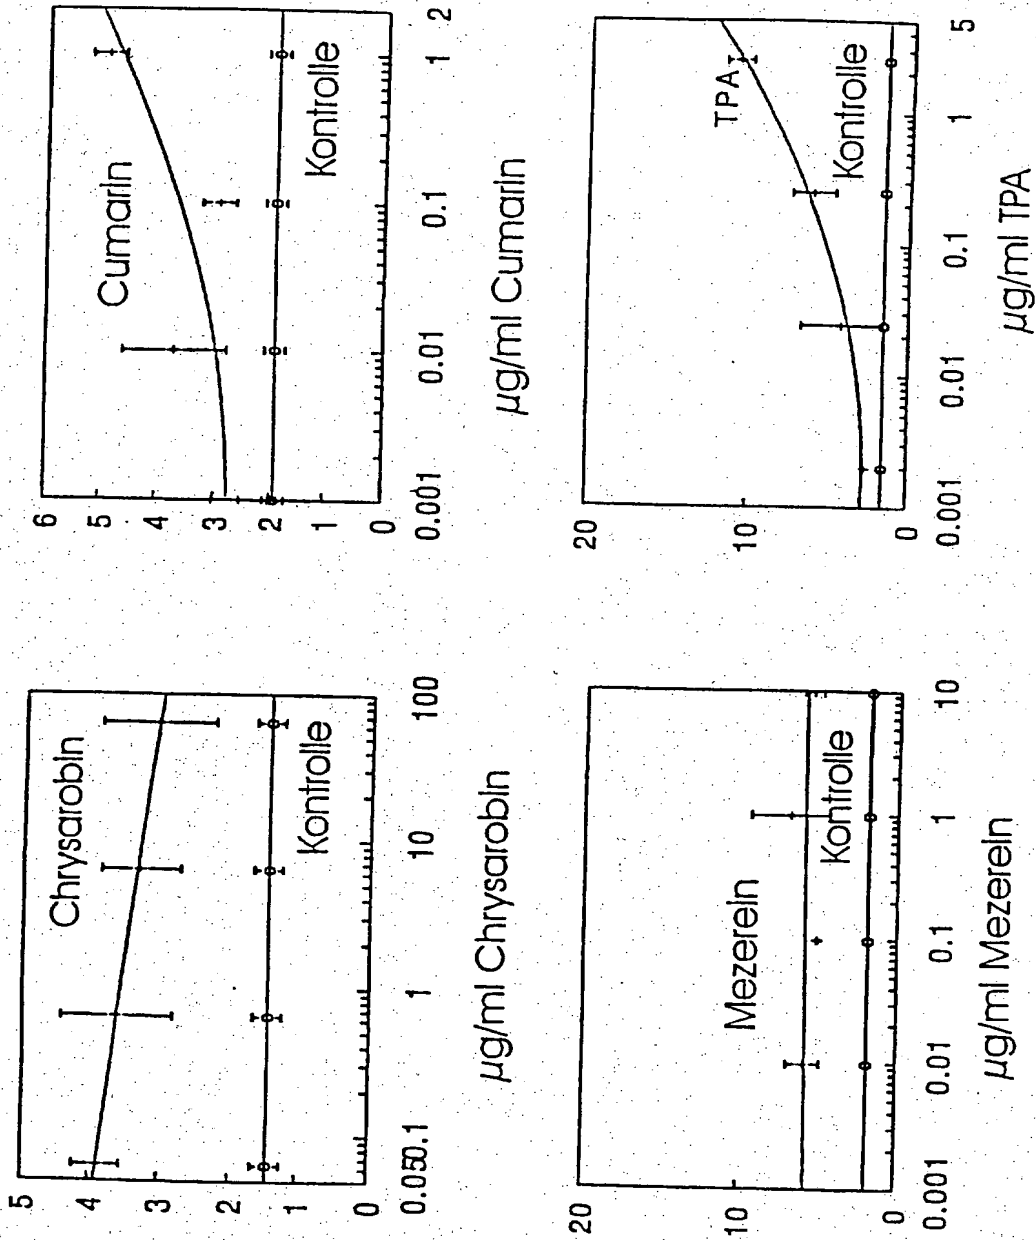 5
4
3
2
1
0
Chrysarobin
Kontrolle
0.05 0.1 1 10 100
µg/ml Chrysarobin
6
5
4
3
2
1
0
Cumarin
Kontrolle
0.001 0.01 0.1 1 2
µg/ml Cumarin
20
10
0
Mezerein
Kontrolle
0.001 0.01 0.1 1 10
µg/ml Mezerein
20
10
0
TPA
Kontrolle
0.001 0.01 0.1 1 5
µg/ml TPA